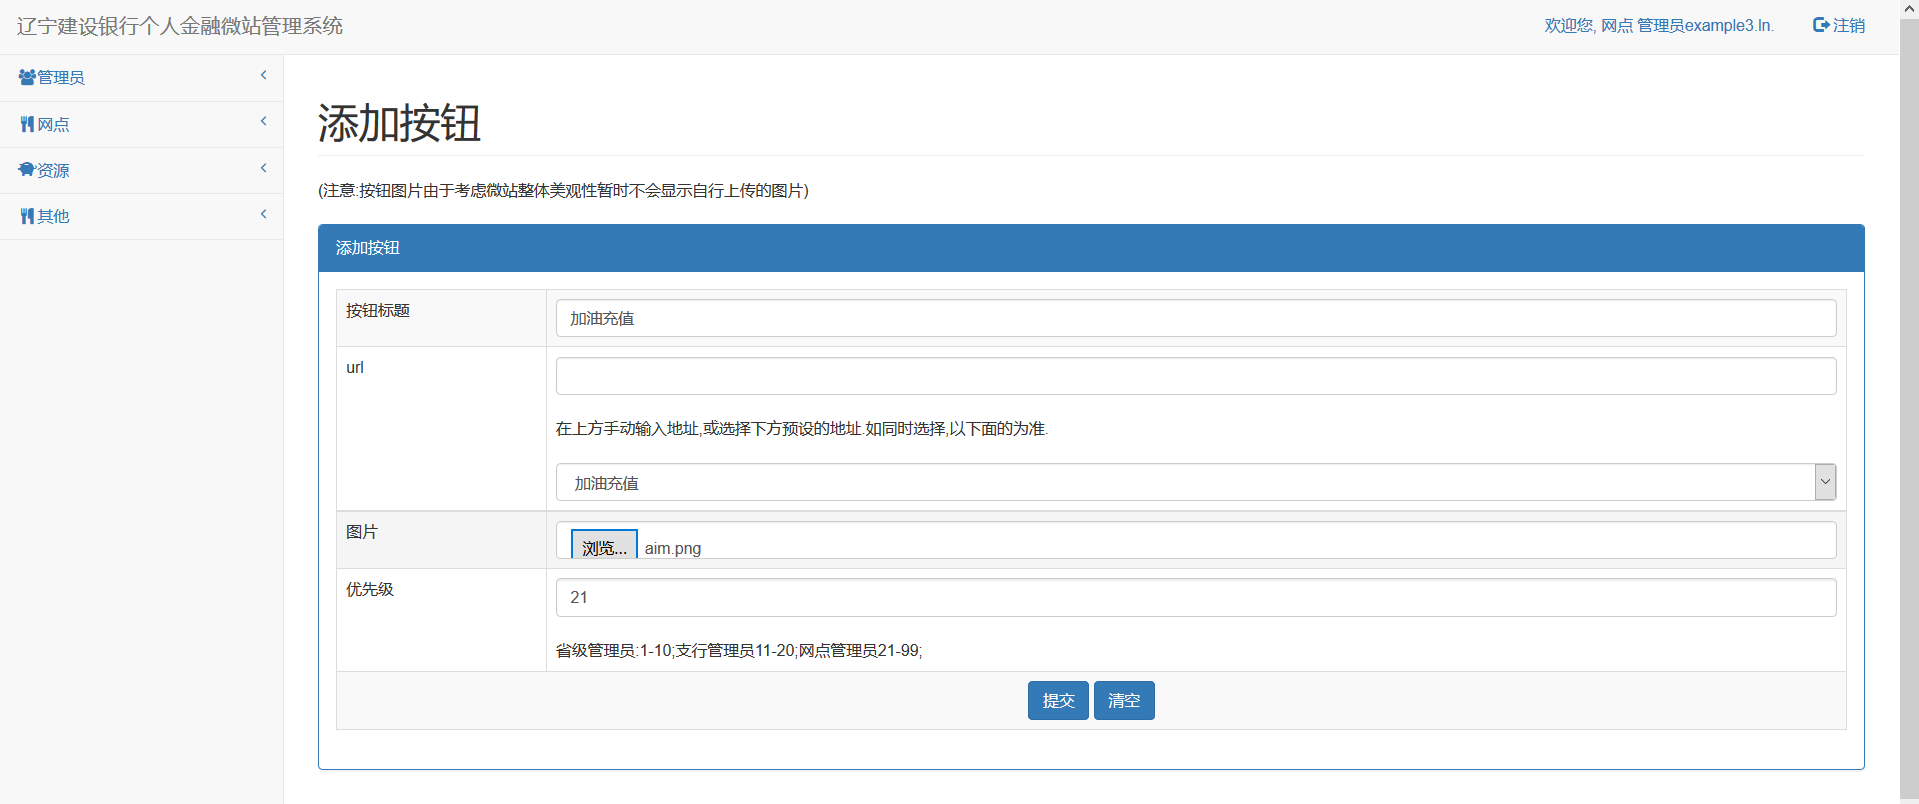 辽宁建设银行个人金融微站管理系统
欢迎您, 网点 管理员example3.ln.
注销
管理员
网点
资源
其他
添加按钮
(注意:按钮图片由于考虑微站整体美观性暂时不会显示自行上传的图片)
添加按钮
按钮标题
加油充值
url
在上方手动输入地址,或选择下方预设的地址.如同时选择,以下面的为准.
加油充值
图片
浏览... aim.png
优先级
21
省级管理员:1-10;支行管理员11-20;网点管理员21-99;
提交 清空